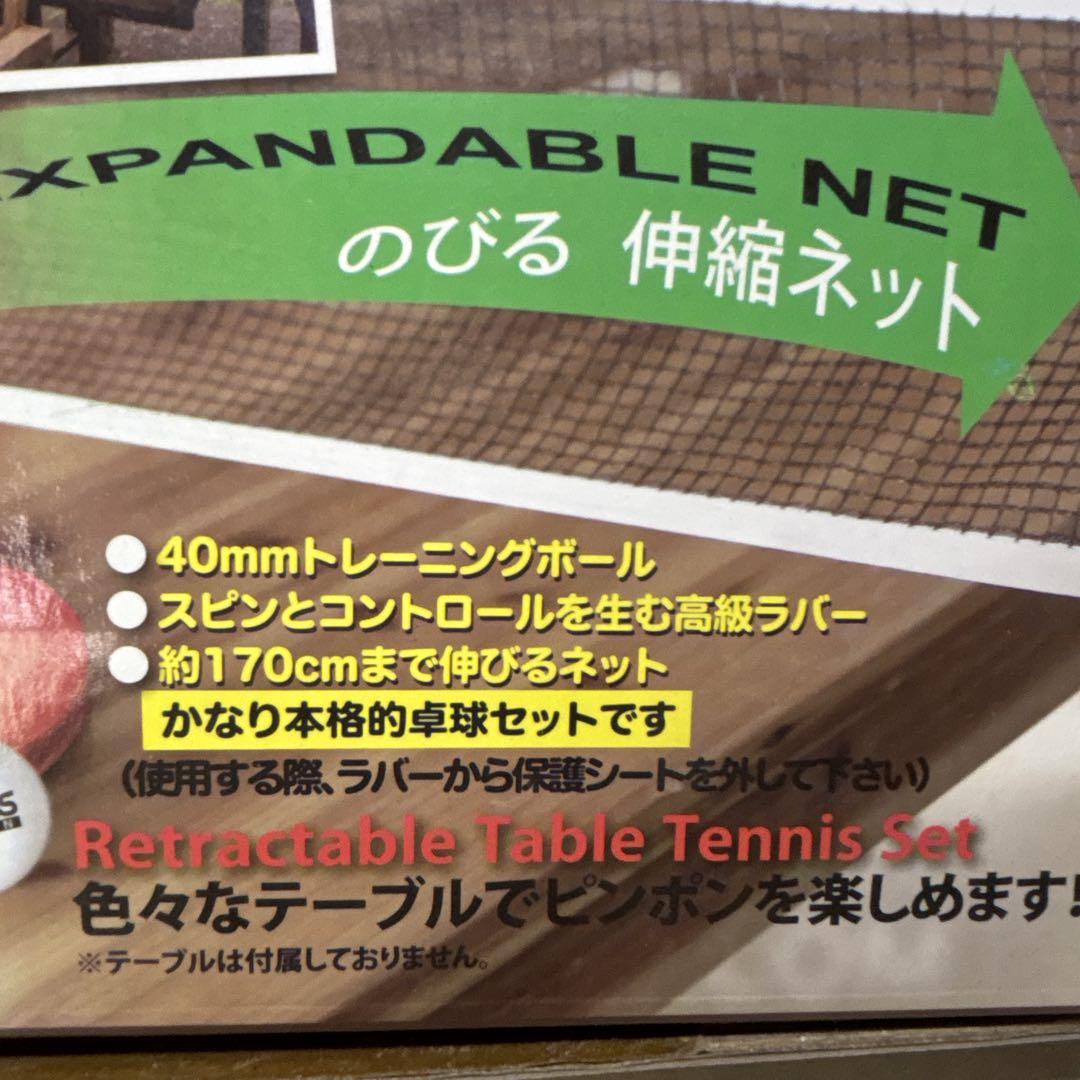 EXPANDABLE NET
のびる 伸縮ネット
● 40mmトレーニングボール
● スピンとコントロールを生む高級ラバー
● 約170cmまで伸びるネット
かなり本格的卓球セットです
(使用する際、ラバーから保護シートを外して下さい)
Retractable Table Tennis Set
色々なテーブルでピンポンを楽しめます!
※テーブルは付属しておりません。